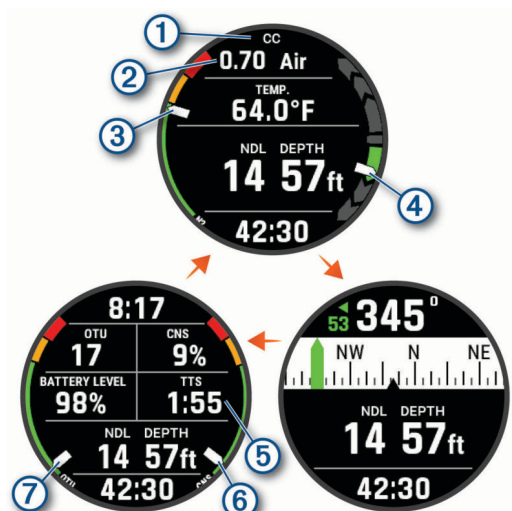 1
CC
2
0.70 Air
TEMP.
64.0°F
3
NDL DEPTH
14 57ft
4
N2
42:30
8:17
OTU CNS
17 9%
BATTERY LEVEL TTS
98% 1:55
5
NDL DEPTH
14 57ft
7
OTU
42:30
CNS
6
53 345°
NW N NE
NDL DEPTH
14 57ft
42:30